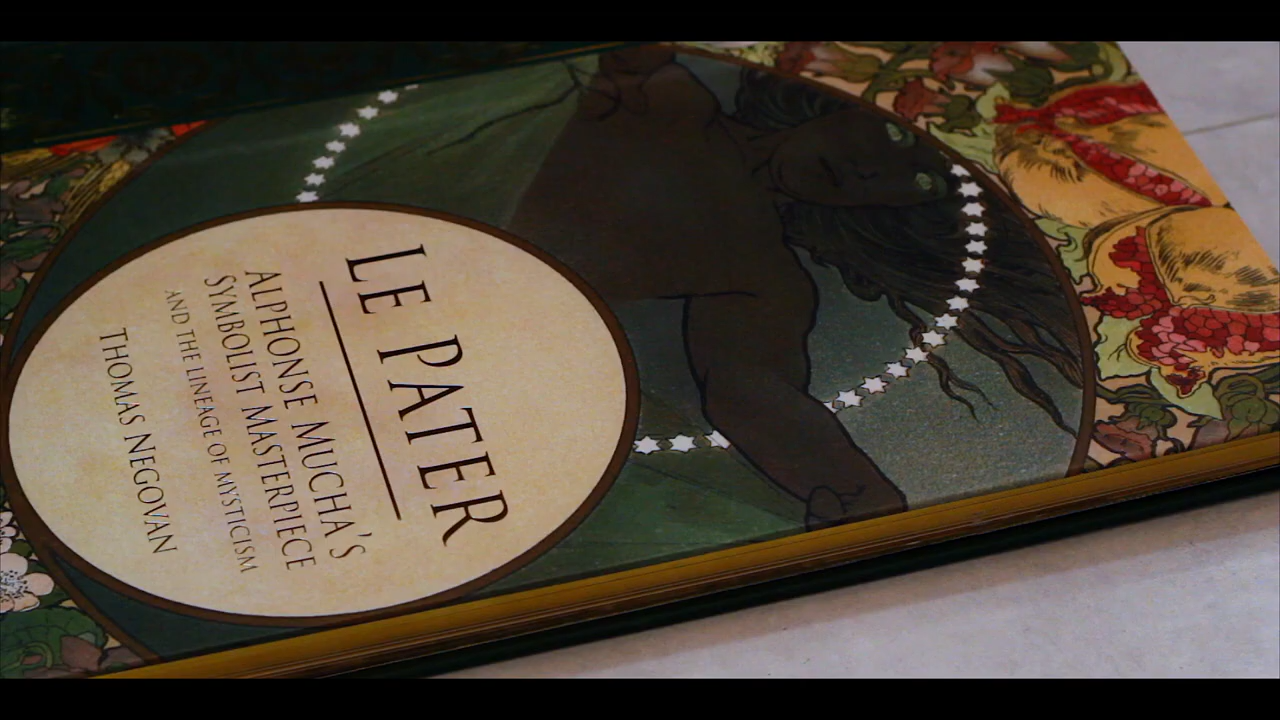 LE PATER
ALPHONSE MUCHA'S
SYMBOLIST MASTERPIECE
AND THE LINEAGE OF MYSTICISM
THOMAS NEGOVAN